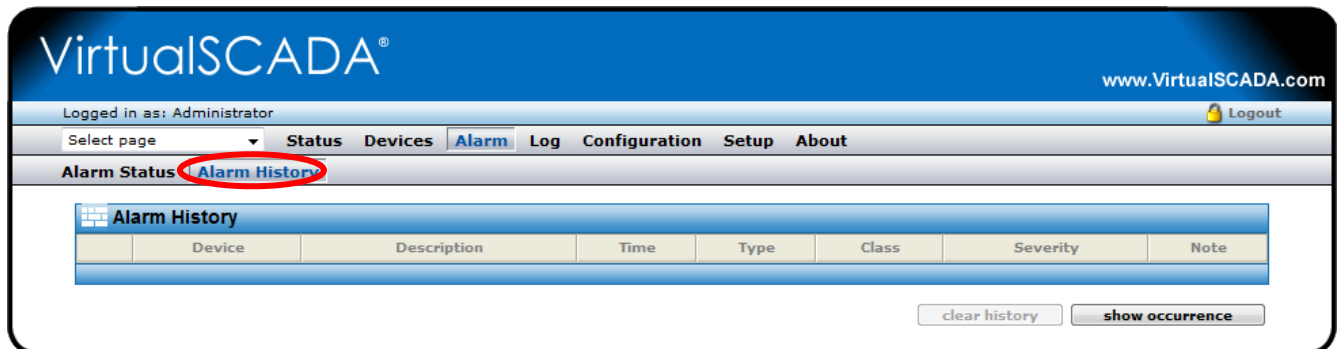 VirtualSCADA®
www.VirtualSCADA.com
Logged in as: Administrator
Logout
Select page Status Devices Alarm Log Configuration Setup About
Alarm Status Alarm History
Alarm History
Device Description Time Type Class Severity Note
clear history show occurrence